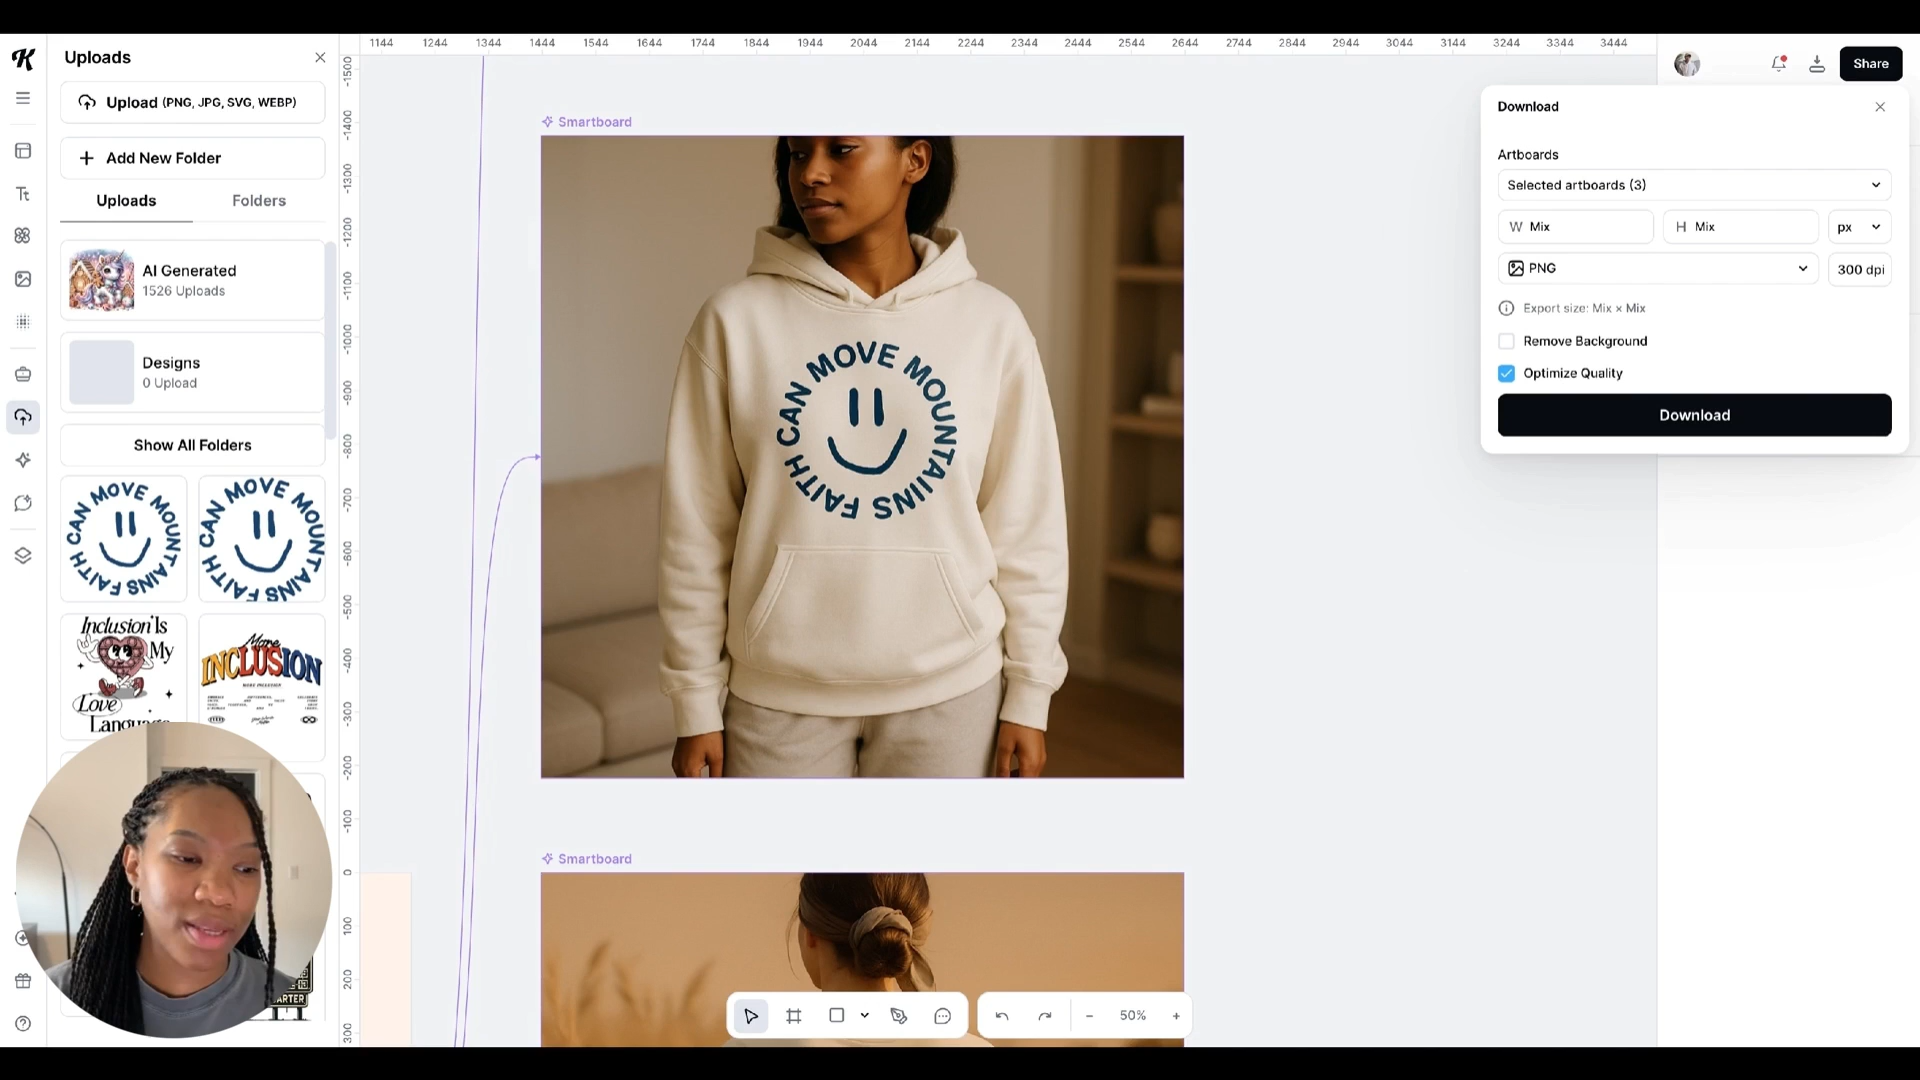 Uploads
Upload (PNG, JPG, SVG, WEBP)
Add New Folder
Uploads
Folders
AI Generated
1526 Uploads
Designs
0 Upload
Show All Folders
FAITH CAN MOVE MOUNTAINS
FAITH CAN MOVE MOUNTAINS
Inclusion Is
My
Love
Language
More
INCLUSION
MORE INCLUSION
ARTER
1144 1244 1344 1444 1544 1644 1744 1844 1944 2044 2144 2244 2344 2444 2544 2644 2744 2844 2944 3044 3144 3244 3344 3444
-1500
-1400
-1300
-1200
-1100
-1000
-900
-800
-700
-600
-500
-400
-300
-200
-100
0
100
200
300
Smartboard
FAITH CAN MOVE MOUNTAIINS
Smartboard
50%
Share
Download
Artboards
Selected artboards (3)
W Mix
H Mix
px
PNG
300 dpi
Export size: Mix × Mix
Remove Background
Optimize Quality
Download